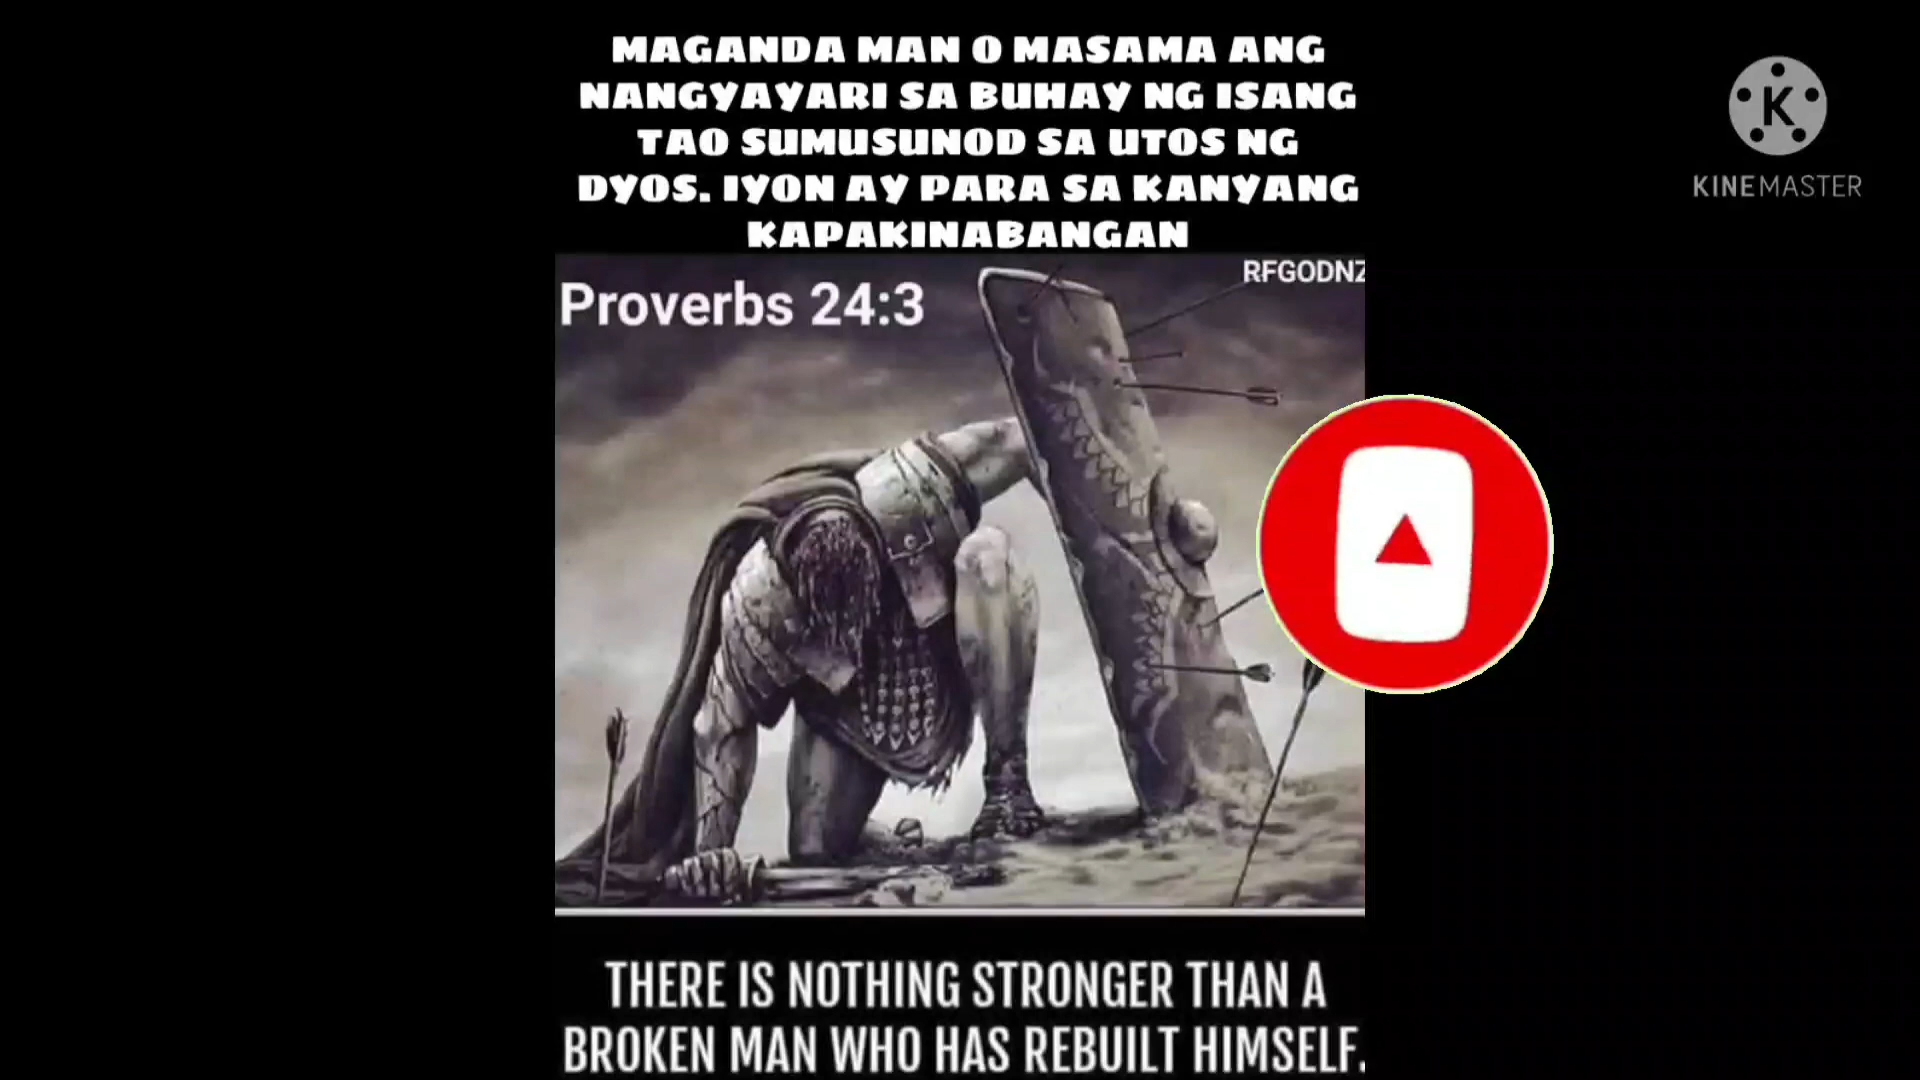 MAGANDA MAN O MASAMA ANG
NANGYAYARI SA BUHAY NG ISANG
TAO SUMUSUNOD SA UTOS NG
DYOS. IYON AY PARA SA KANYANG
KAPAKINABANGAN
K
KINEMASTER
RFGODNZ
Proverbs 24:3
THERE IS NOTHING STRONGER THAN A
BROKEN MAN WHO HAS REBUILT HIMSELF.